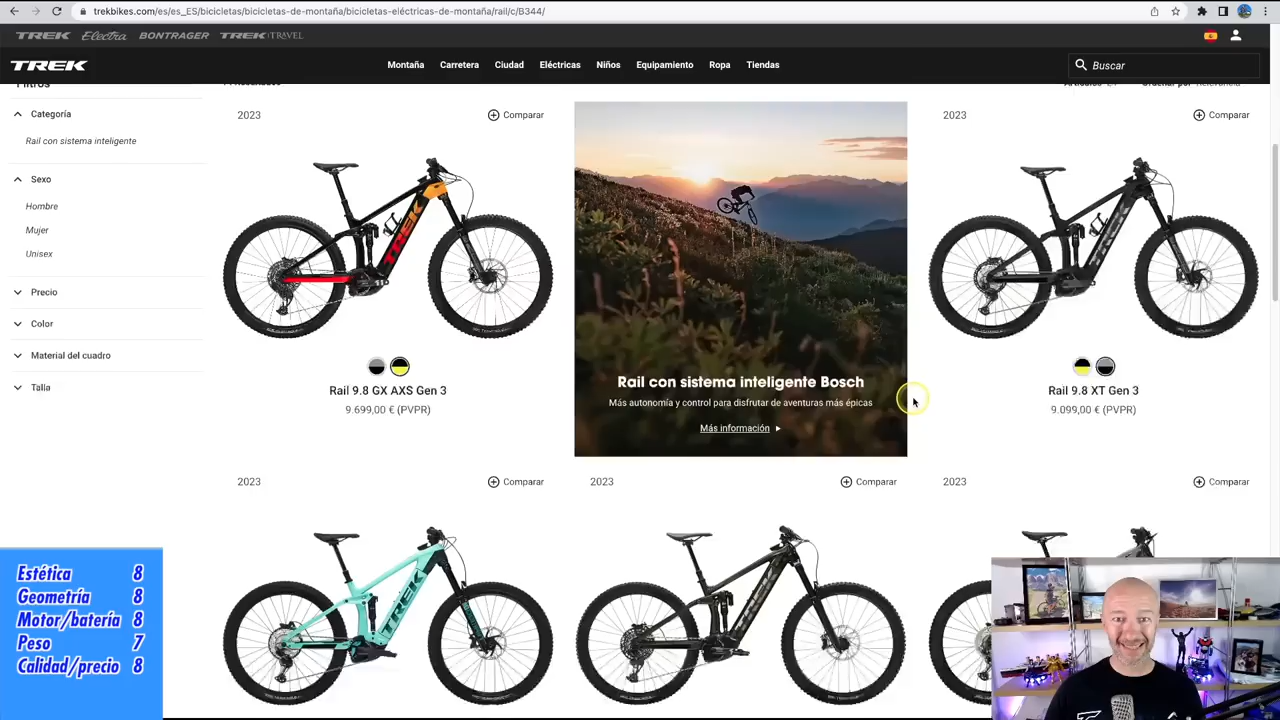 trekbikes.com/es/es_ES/bicicletas/bicicletas-de-montaña/bicicletas-eléctricas-de-montaña/rail/c/B344/
TREK Electra BONTRAGER TREK TRAVEL
TREK Montaña Carretera Ciudad Eléctricas Niños Equipamiento Ropa Tiendas Buscar
Filtros
Categoría
Rail con sistema inteligente
Sexo
Hombre
Mujer
Unisex
Precio
Color
Material del cuadro
Talla
2023 Comparar
TREK
Rail 9.8 GX AXS Gen 3
9.699,00 € (PVPR)
Rail con sistema inteligente Bosch
Más autonomía y control para disfrutar de aventuras más épicas
Más información
2023 Comparar
TREK
Rail 9.8 XT Gen 3
9.099,00 € (PVPR)
2023 Comparar
TREK
2023 Comparar
TREK
2023 Comparar
Estética 8
Geometría 8
Motor/batería 8
Peso 7
Calidad/precio 8